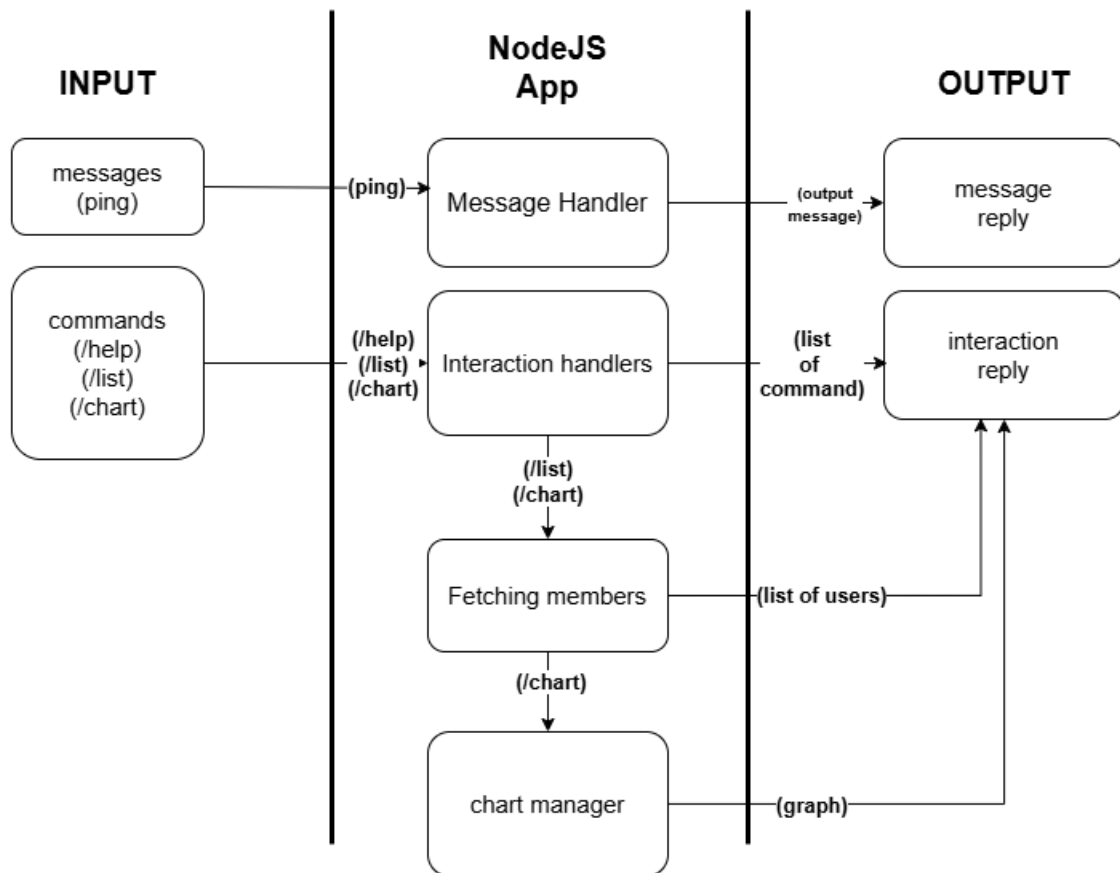 INPUT
NodeJS
App
OUTPUT
messages
(ping)
(ping)
Message Handler
(output
message)
message
reply
commands
(/help)
(/list)
(/chart)
(/help)
(/list)
(/chart)
Interaction handlers
(list
of
command)
interaction
reply
(/list)
(/chart)
Fetching members
(list of users)
(/chart)
chart manager
(graph)